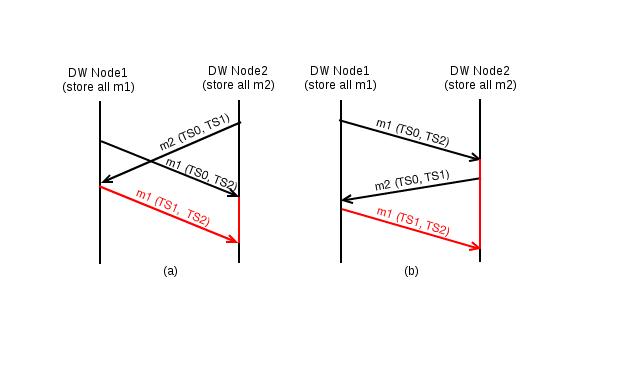 DW Node1
(store all m1)
DW Node2
(store all m2)
m2 (TS0, TS1)
m1 (TS0, TS2)
m1 (TS1, TS2)
(a)
DW Node1
(store all m1)
DW Node2
(store all m2)
m1 (TS0, TS2)
m2 (TS0, TS1)
m1 (TS1, TS2)
(b)